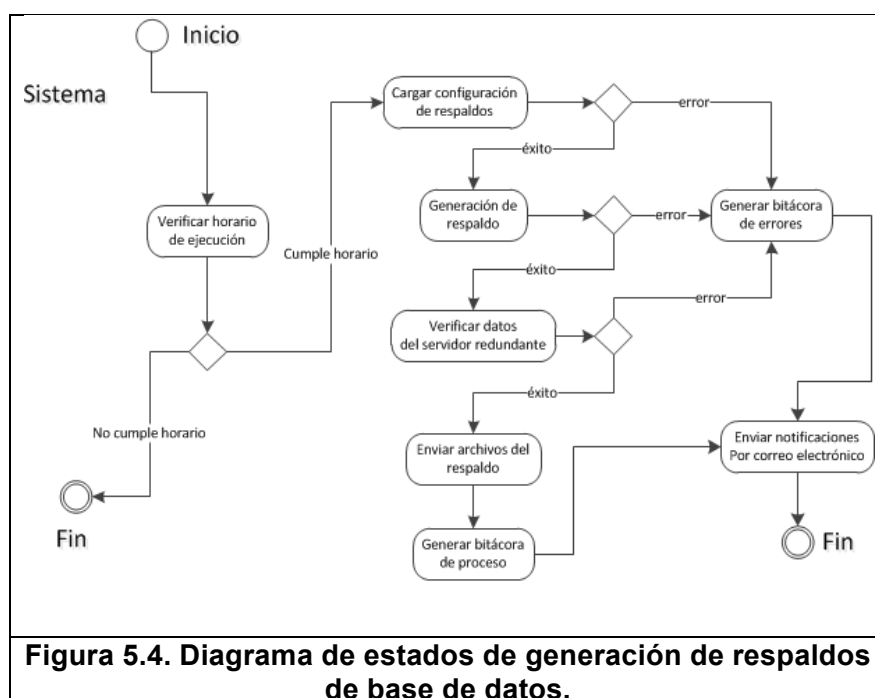 Inicio
Sistema
Cargar configuración
de respaldos
error
éxito
Verificar horario
de ejecución
Generación de
respaldo
error
Generar bitácora
de errores
Cumple horario
éxito
error
Verificar datos
del servidor redundante
éxito
No cumple horario
Enviar archivos del
respaldo
Enviar notificaciones
Por correo electrónico
Fin
Generar bitácora
de proceso
Fin
Figura 5.4. Diagrama de estados de generación de respaldos
de base de datos.